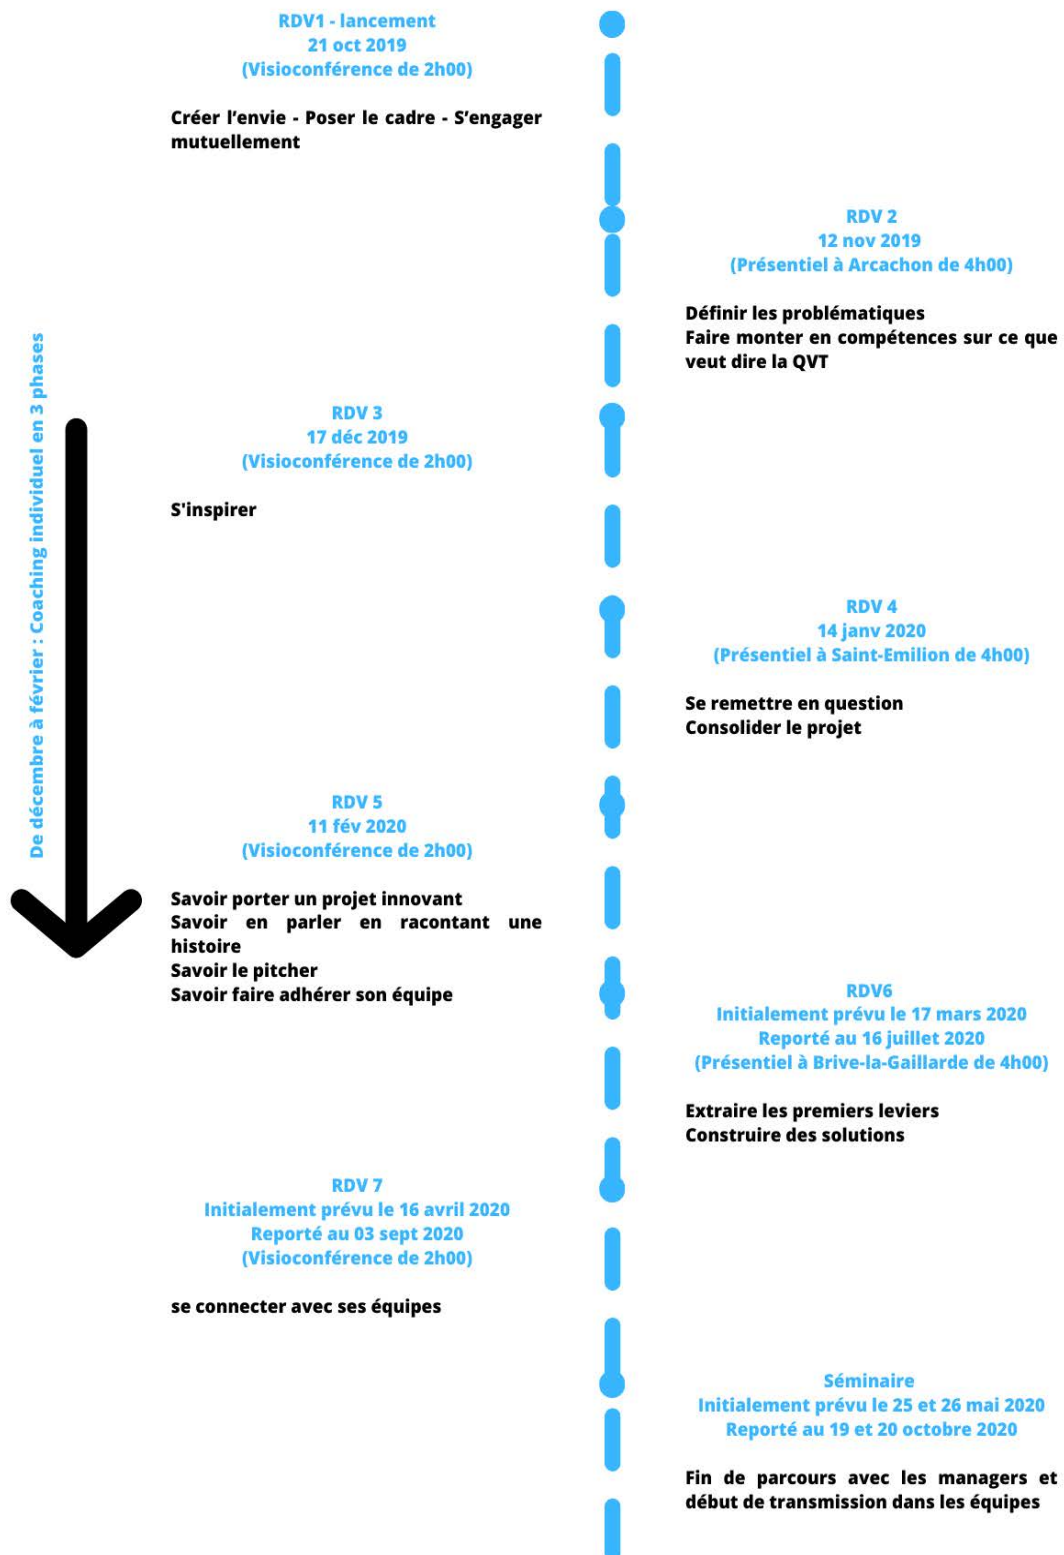 RDV1 - lancement
21 oct 2019
(Visioconférence de 2h00)
Créer l’envie - Poser le cadre - S’engager
mutuellement
RDV 2
12 nov 2019
(Présentiel à Arcachon de 4h00)
Définir les problématiques
Faire monter en compétences sur ce que
veut dire la QVT
De décembre à février : Coaching individuel en 3 phases
RDV 3
17 déc 2019
(Visioconférence de 2h00)
S'inspirer
RDV 4
14 janv 2020
(Présentiel à Saint-Emilion de 4h00)
Se remettre en question
Consolider le projet
RDV 5
11 fév 2020
(Visioconférence de 2h00)
Savoir porter un projet innovant
Savoir en parler en racontant une
histoire
Savoir le pitcher
Savoir faire adhérer son équipe
RDV6
Initialement prévu le 17 mars 2020
Reporté au 16 juillet 2020
(Présentiel à Brive-la-Gaillarde de 4h00)
Extraire les premiers leviers
Construire des solutions
RDV 7
Initialement prévu le 16 avril 2020
Reporté au 03 sept 2020
(Visioconférence de 2h00)
se connecter avec ses équipes
Séminaire
Initialement prévu le 25 et 26 mai 2020
Reporté au 19 et 20 octobre 2020
Fin de parcours avec les managers et
début de transmission dans les équipes